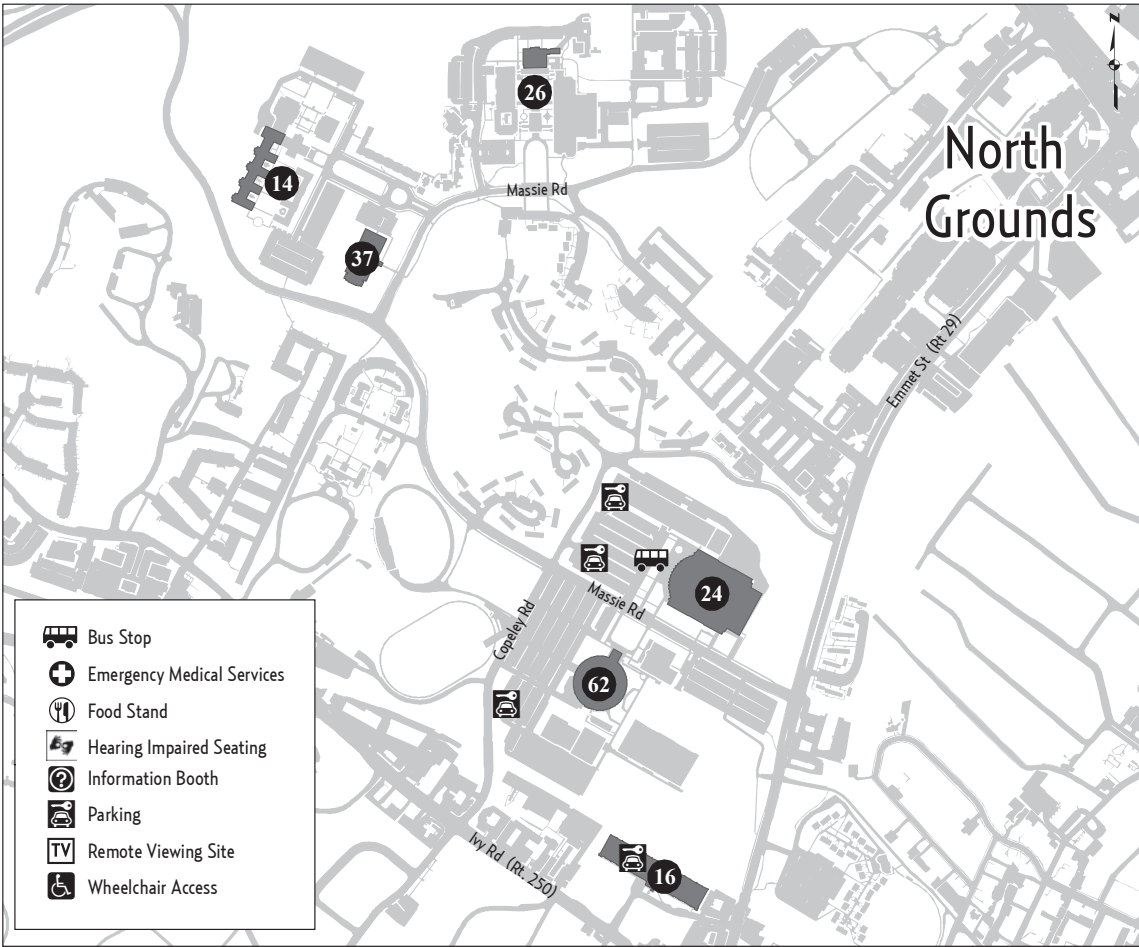 N
26
North
Grounds
14
Massie Rd
37
Emmet St (Rt 29)
24
Massie Rd
Copeley Rd
62
Bus Stop
Emergency Medical Services
Food Stand
Hearing Impaired Seating
? Information Booth
Parking
TV Remote Viewing Site
Wheelchair Access
Ivy Rd (Rt. 250)
16